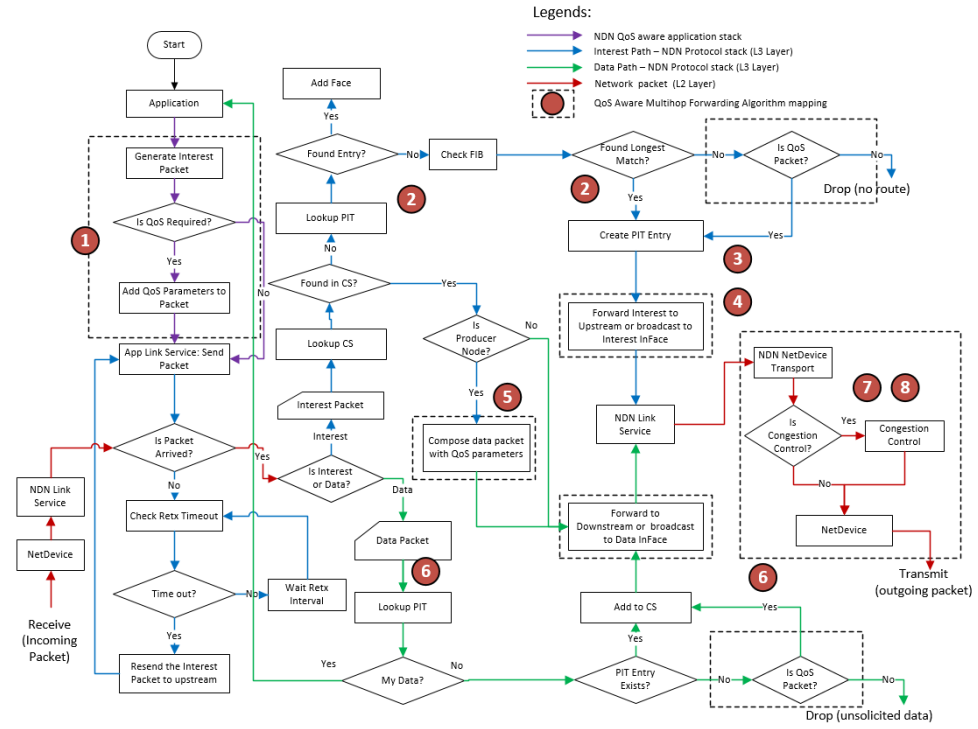 Legends:
NDN QoS aware application stack
Interest Path – NDN Protocol stack (L3 Layer)
Data Path – NDN Protocol stack (L3 Layer)
Network packet (L2 Layer)
QoS Aware Multihop Forwarding Algorithm mapping
Start
Application
Generate Interest
Packet
Is QoS Required?
1
Yes
No
Add QoS Parameters to
Packet
App Link Service: Send
Packet
Is Packet
Arrived?
Yes
No
Check Retx Timeout
Time out?
No
Wait Retx
Interval
Yes
Resend the Interest
Packet to upstream
NDN Link
Service
NetDevice
Receive
(Incoming
Packet)
Add Face
Yes
Found Entry?
No
2
Lookup PIT
No
Found in CS?
Yes
Lookup CS
Interest Packet
Interest
Is Interest
or Data?
Data
Data Packet
6
Lookup PIT
My Data?
Yes
No
Check FIB
Found Longest
Match?
No
2
Yes
Is QoS
Packet?
No
Drop (no route)
Yes
Create PIT Entry
3
4
Forward Interest to
Upstream or broadcast to
Interest InFace
Is
Producer
Node?
No
Yes
5
Compose data packet
with QoS parameters
NDN Link
Service
Forward to
Downstream or broadcast
to Data InFace
Add to CS
Yes
6
Yes
PIT Entry
Exists?
No
Is QoS
Packet?
No
Drop (unsolicited data)
NDN NetDevice
Transport
7
8
Is
Congestion
Control?
Yes
Congestion
Control
No
NetDevice
Transmit
(outgoing packet)